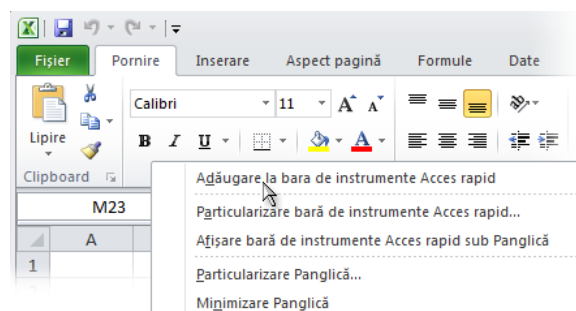 Fișier Pornire Inserare Aspect pagină Formule Date
Calibri 11 A A
Lipire B I U A
Clipboard
Adăugare la bara de instrumente Acces rapid
M23
Particularizare bară de instrumente Acces rapid...
A
Afișare bară de instrumente Acces rapid sub Panglică
1
Particularizare Panglică...
Minimizare Panglică